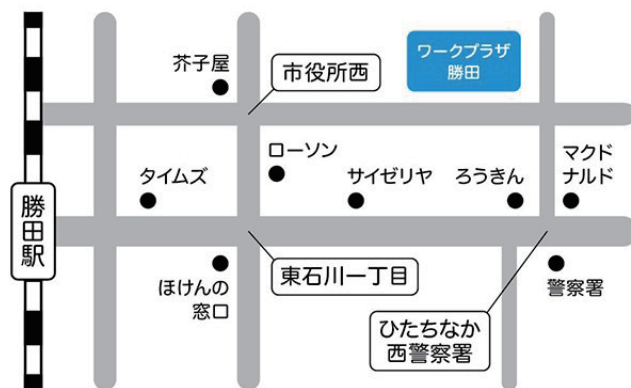 芥子屋
市役所西
ワークプラザ
勝田
ローソン
マクド
ナルド
タイムズ
サイゼリヤ
ろうきん
勝田駅
ほけんの
窓口
東石川一丁目
警察署
ひたちなか
西警察署